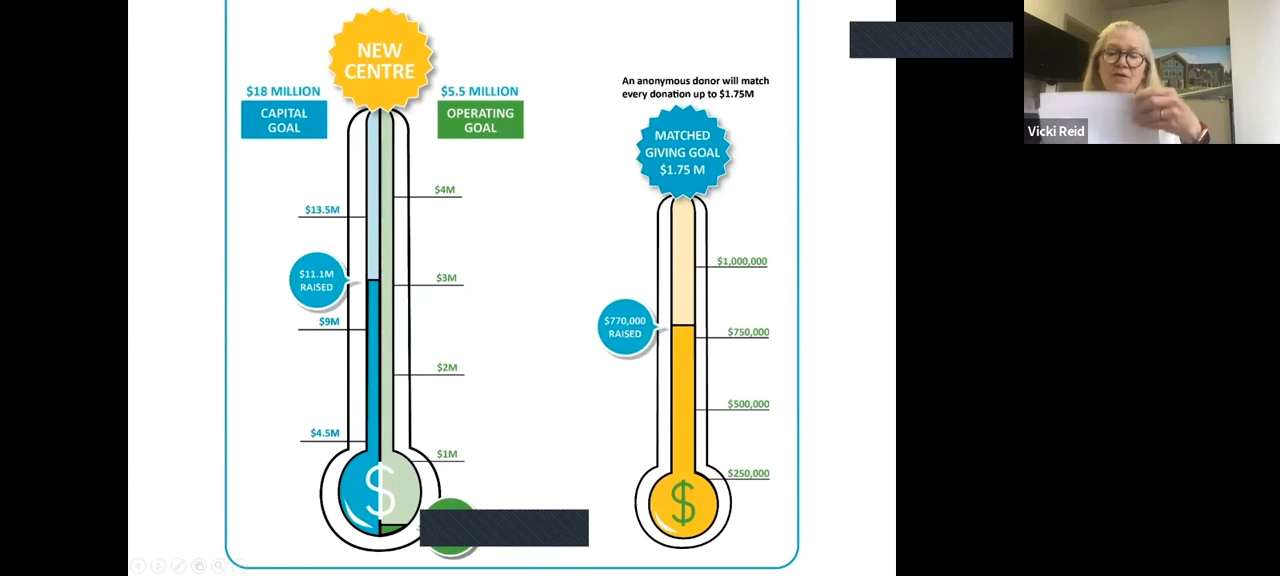 NEW
CENTRE
$18 MILLION
CAPITAL
GOAL
$5.5 MILLION
OPERATING
GOAL
$4M
$13.5M
$11.1M
RAISED
$3M
$9M
$2M
$4.5M
$1M
$
An anonymous donor will match
every donation up to $1.75M
MATCHED
GIVING GOAL
$1.75 M
$1,000,000
$770,000
RAISED
$750,000
$500,000
$250,000
$
Vicki Reid